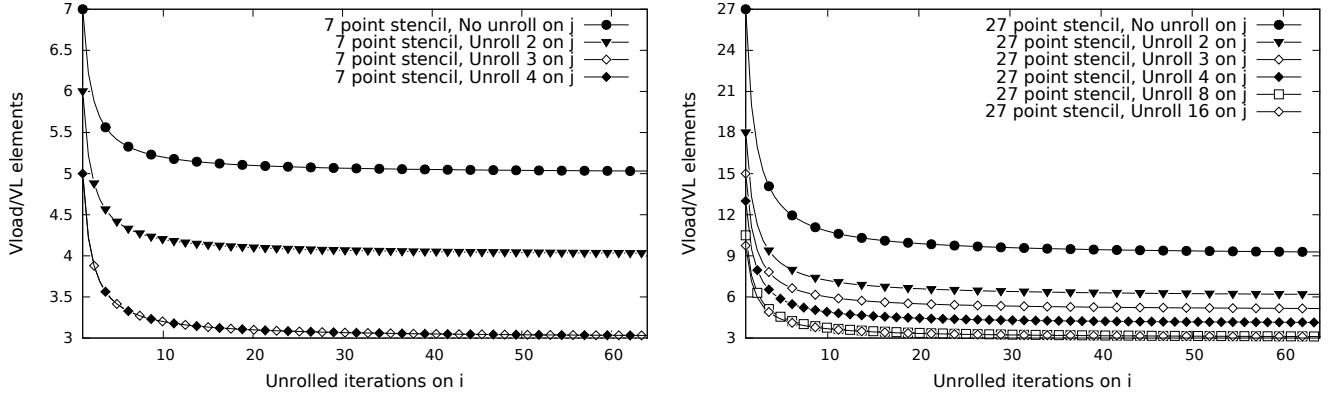 7 point stencil, No unroll on j
7 point stencil, Unroll 2 on j
7 point stencil, Unroll 3 on j
7 point stencil, Unroll 4 on j
Vload/VL elements
7
6.5
6
5.5
5
4.5
4
3.5
3
10
20
30
40
50
60
Unrolled iterations on i
27 point stencil, No unroll on j
27 point stencil, Unroll 2 on j
27 point stencil, Unroll 3 on j
27 point stencil, Unroll 4 on j
27 point stencil, Unroll 8 on j
27 point stencil, Unroll 16 on j
Vload/VL elements
27
24
21
18
15
12
9
6
3
10
20
30
40
50
60
Unrolled iterations on i